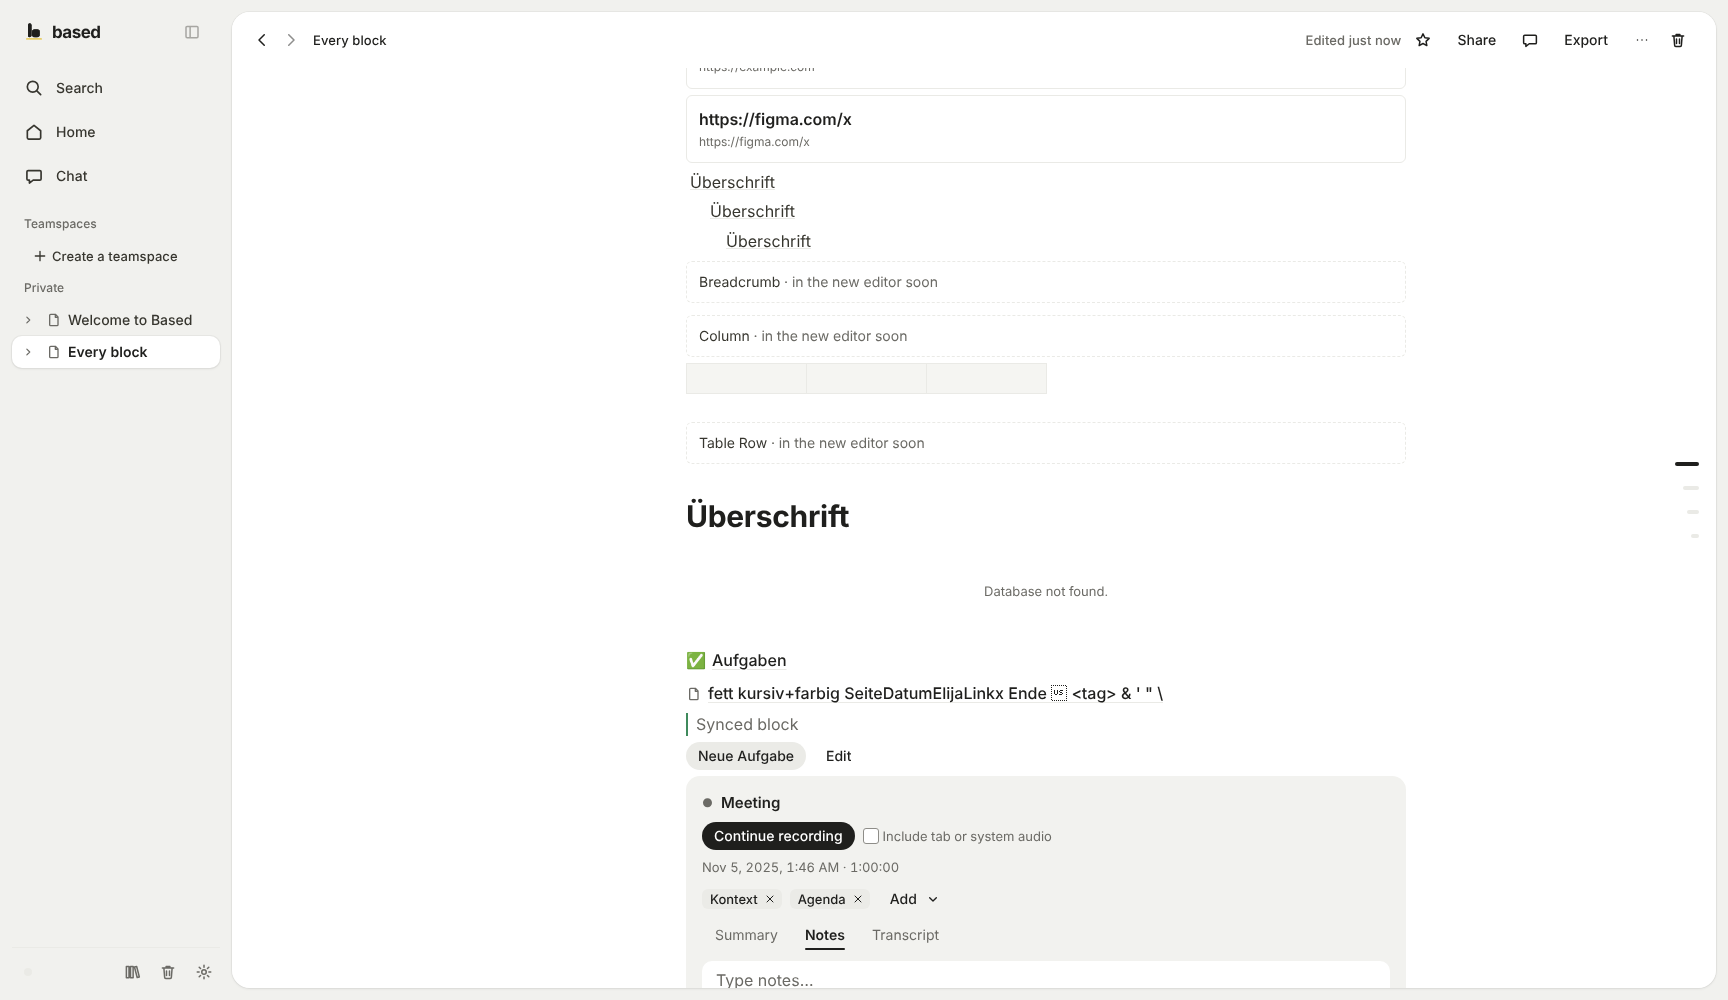 based
Search
Home
Chat
Teamspaces
Create a teamspace
Private
Welcome to Based
Every block
Every block
Edited just now
Share
Export
https://example.com
https://figma.com/x
https://figma.com/x
Überschrift
Überschrift
Überschrift
Breadcrumb · in the new editor soon
Column · in the new editor soon
Table Row · in the new editor soon
Überschrift
Database not found.
✅ Aufgaben
fett kursiv+farbig SeiteDatumElijaLinkx Ende ␟ <tag> & ' " \
Synced block
Neue Aufgabe Edit
Meeting
Continue recording Include tab or system audio
Nov 5, 2025, 1:46 AM · 1:00:00
Kontext × Agenda × Add
Summary Notes Transcript
Type notes...